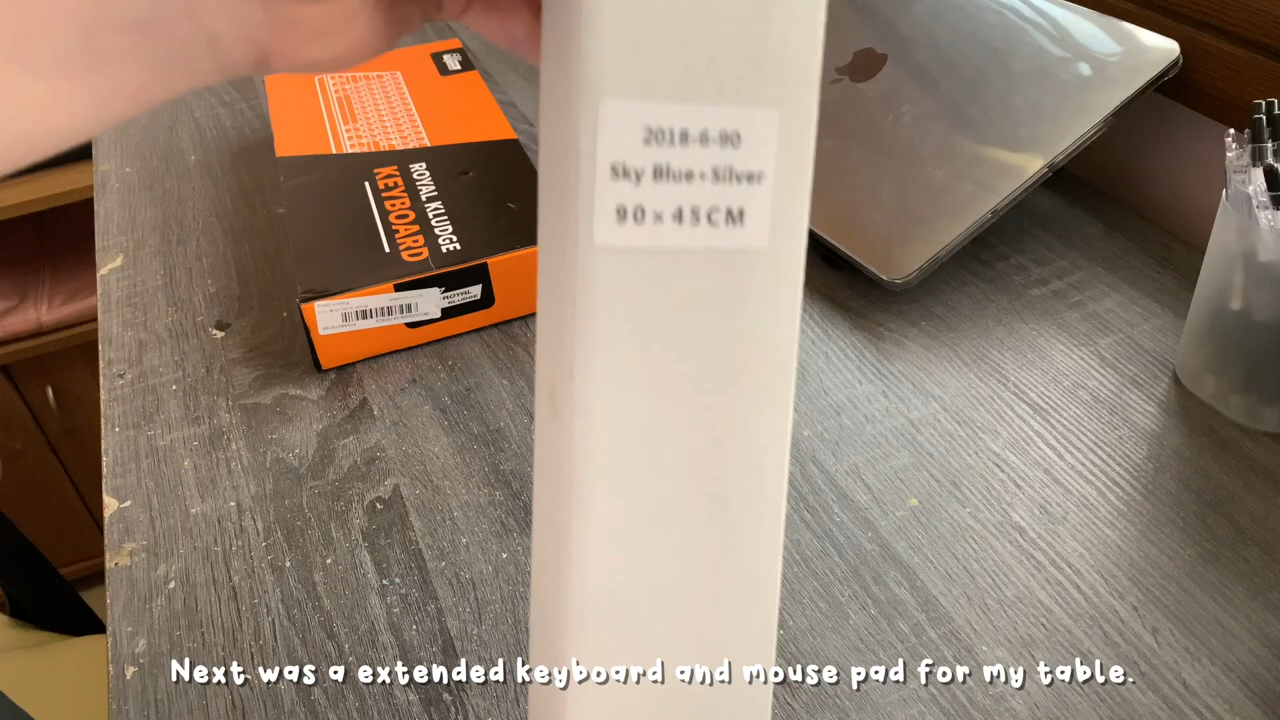 2018-6-90
Sky Blue+Silver
90×45CM
ROYAL KLUDGE
KEYBOARD
ROYAL
KLUDGE
Next was a extended keyboard and mouse pad for my table.